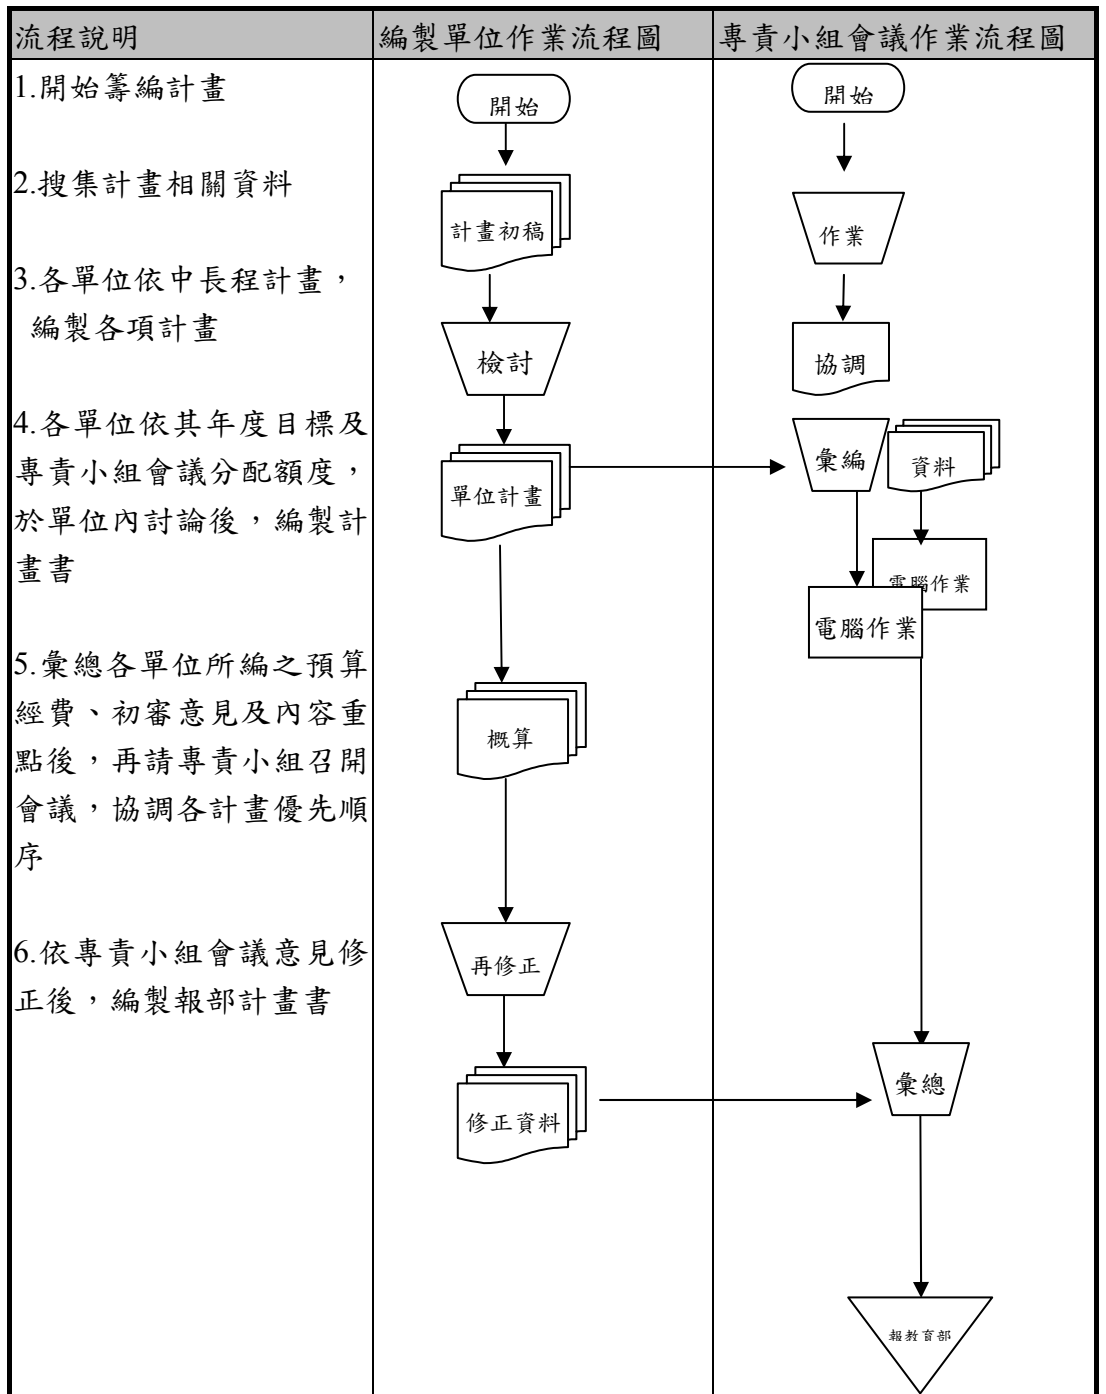 流程說明
編製單位作業流程圖
專責小組會議作業流程圖
1.開始籌編計畫
2.搜集計畫相關資料
3.各單位依中長程計畫，
編製各項計畫
4.各單位依其年度目標及
專責小組會議分配額度，
於單位內討論後，編製計
畫書
5.彙總各單位所編之預算
經費、初審意見及內容重
點後，再請專責小組召開
會議，協調各計畫優先順
序
6.依專責小組會議意見修
正後，編製報部計畫書
開始
計畫初稿
檢討
單位計畫
概算
再修正
修正資料
開始
作業
協調
彙編
資料
電腦作業
電腦作業
彙總
報教育部